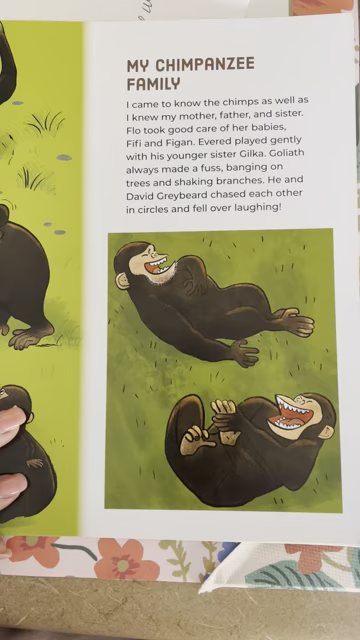 MY CHIMPANZEE
FAMILY
I came to know the chimps as well as
I knew my mother, father, and sister.
Flo took good care of her babies,
Fifi and Figan. Evered played gently
with his younger sister Gilka. Goliath
always made a fuss, banging on
trees and shaking branches. He and
David Greybeard chased each other
in circles and fell over laughing!